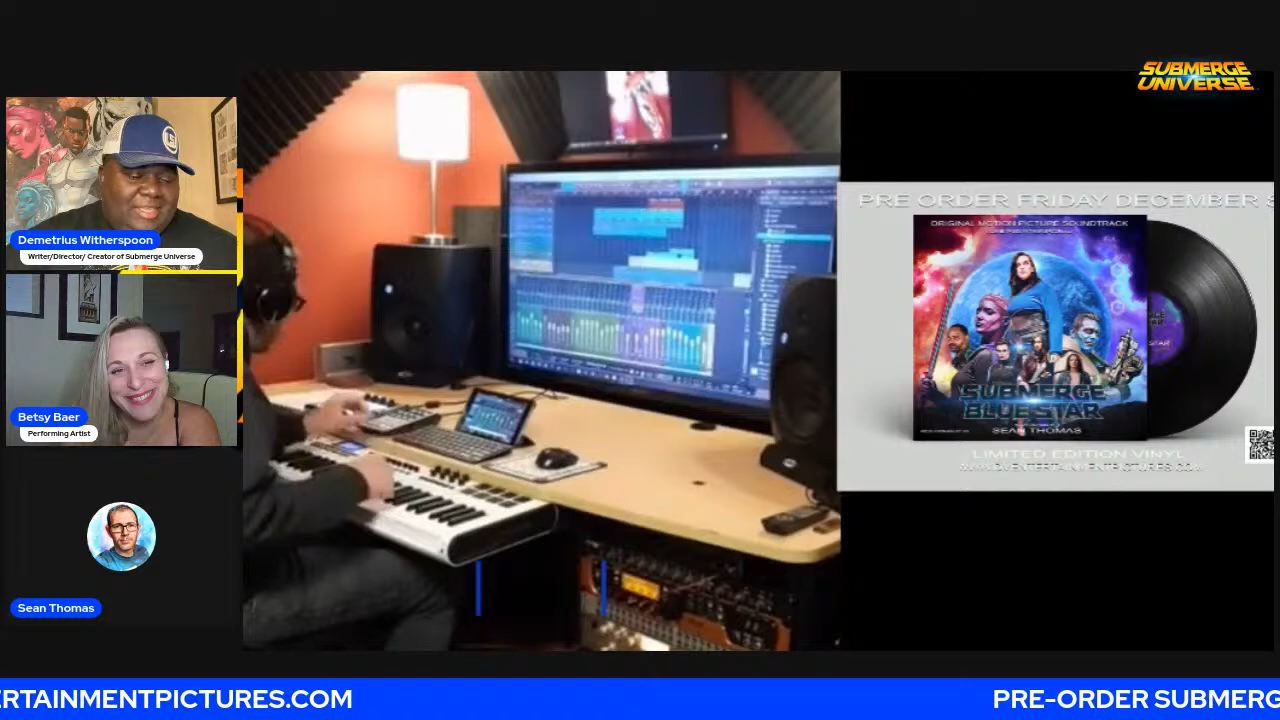 SUBMERGE
UNIVERSE
Demetrius Witherspoon
Writer/Director/ Creator of Submerge Universe
Betsy Baer
Performing Artist
Sean Thomas
PRE ORDER FRIDAY DECEMBER
ORIGINAL MOTION PICTURE SOUNDTRACK
SUBMERGE
BLUE STAR
SEAN THOMAS
LIMITED EDITION VINYL
ERTAINMENTPICTURES.COM
PRE-ORDER SUBMERG